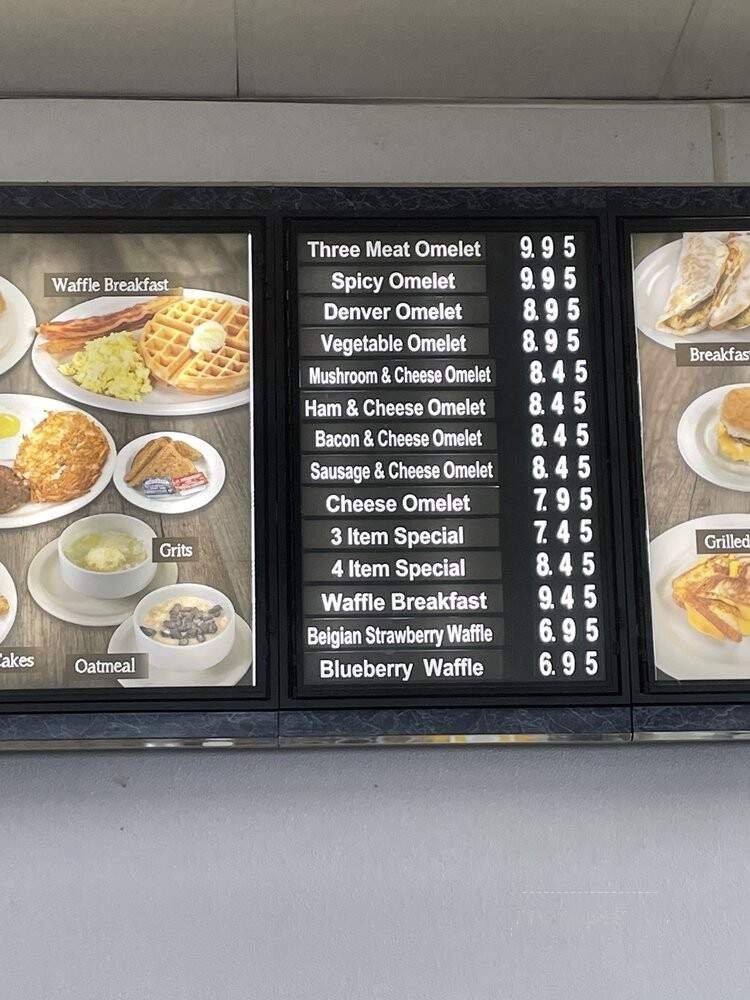 Waffle Breakfast
Grits
Cakes
Oatmeal
Three Meat Omelet 9.95
Spicy Omelet 9.95
Denver Omelet 8.95
Vegetable Omelet 8.95
Mushroom & Cheese Omelet 8.45
Ham & Cheese Omelet 8.45
Bacon & Cheese Omelet 8.45
Sausage & Cheese Omelet 8.45
Cheese Omelet 7.95
3 Item Special 7.45
4 Item Special 8.45
Waffle Breakfast 9.45
Beigian Strawberry Waffle 6.95
Blueberry Waffle 6.95
Breakfas
Grilled